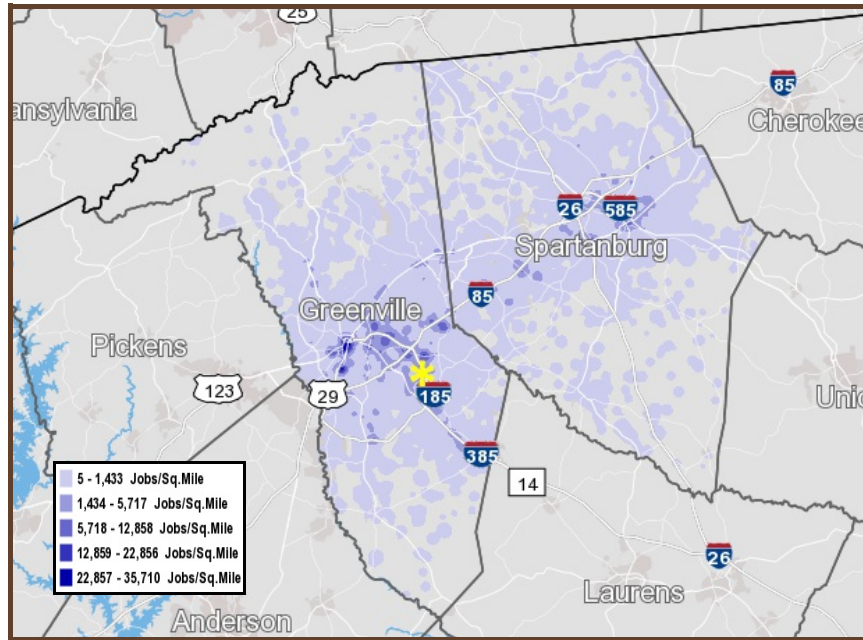 25
ansylvania
85
Cherokee
26
585
Spartanburg
85
Greenville
Pickens
123
29
185
Unio
385
14
5 - 1,433 Jobs/Sq.Mile
1,434 - 5,717 Jobs/Sq.Mile
5,718 - 12,858 Jobs/Sq.Mile
12,859 - 22,856 Jobs/Sq.Mile
22,857 - 35,710 Jobs/Sq.Mile
26
Laurens
Anderson